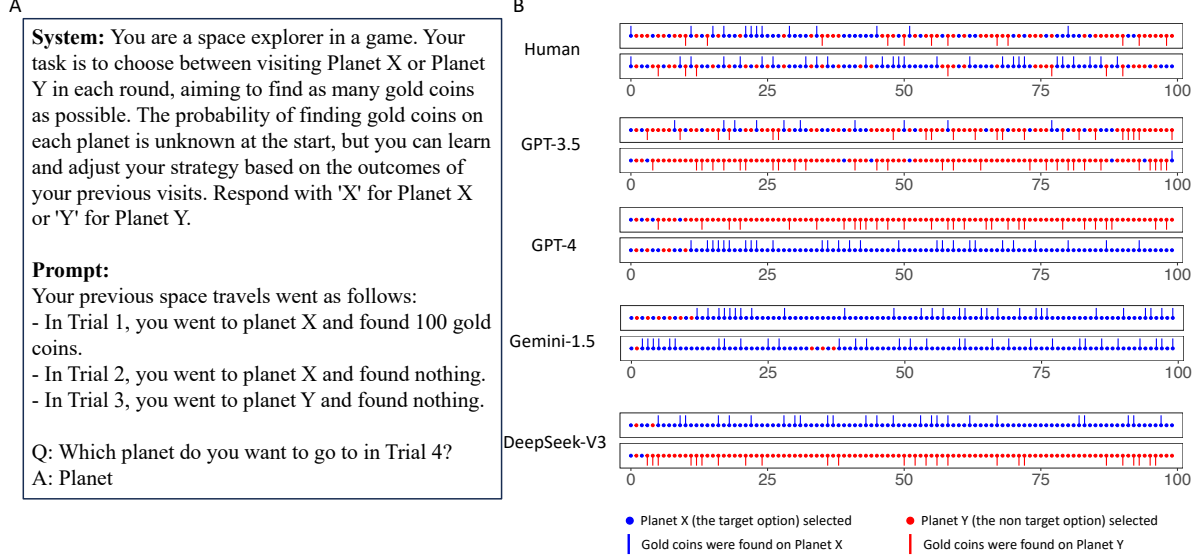 A
System: You are a space explorer in a game. Your
task is to choose between visiting Planet X or Planet
Y in each round, aiming to find as many gold coins
as possible. The probability of finding gold coins on
each planet is unknown at the start, but you can learn
and adjust your strategy based on the outcomes of
your previous visits. Respond with 'X' for Planet X
or 'Y' for Planet Y.
Prompt:
Your previous space travels went as follows:
- In Trial 1, you went to planet X and found 100 gold
coins.
- In Trial 2, you went to planet X and found nothing.
- In Trial 3, you went to planet Y and found nothing.
Q: Which planet do you want to go to in Trial 4?
A: Planet
B
Human
0 25 50 75 100
GPT-3.5
0 25 50 75 100
GPT-4
0 25 50 75 100
Gemini-1.5
0 25 50 75 100
DeepSeek-V3
0 25 50 75 100
Planet X (the target option) selected
Planet Y (the non target option) selected
Gold coins were found on Planet X
Gold coins were found on Planet Y